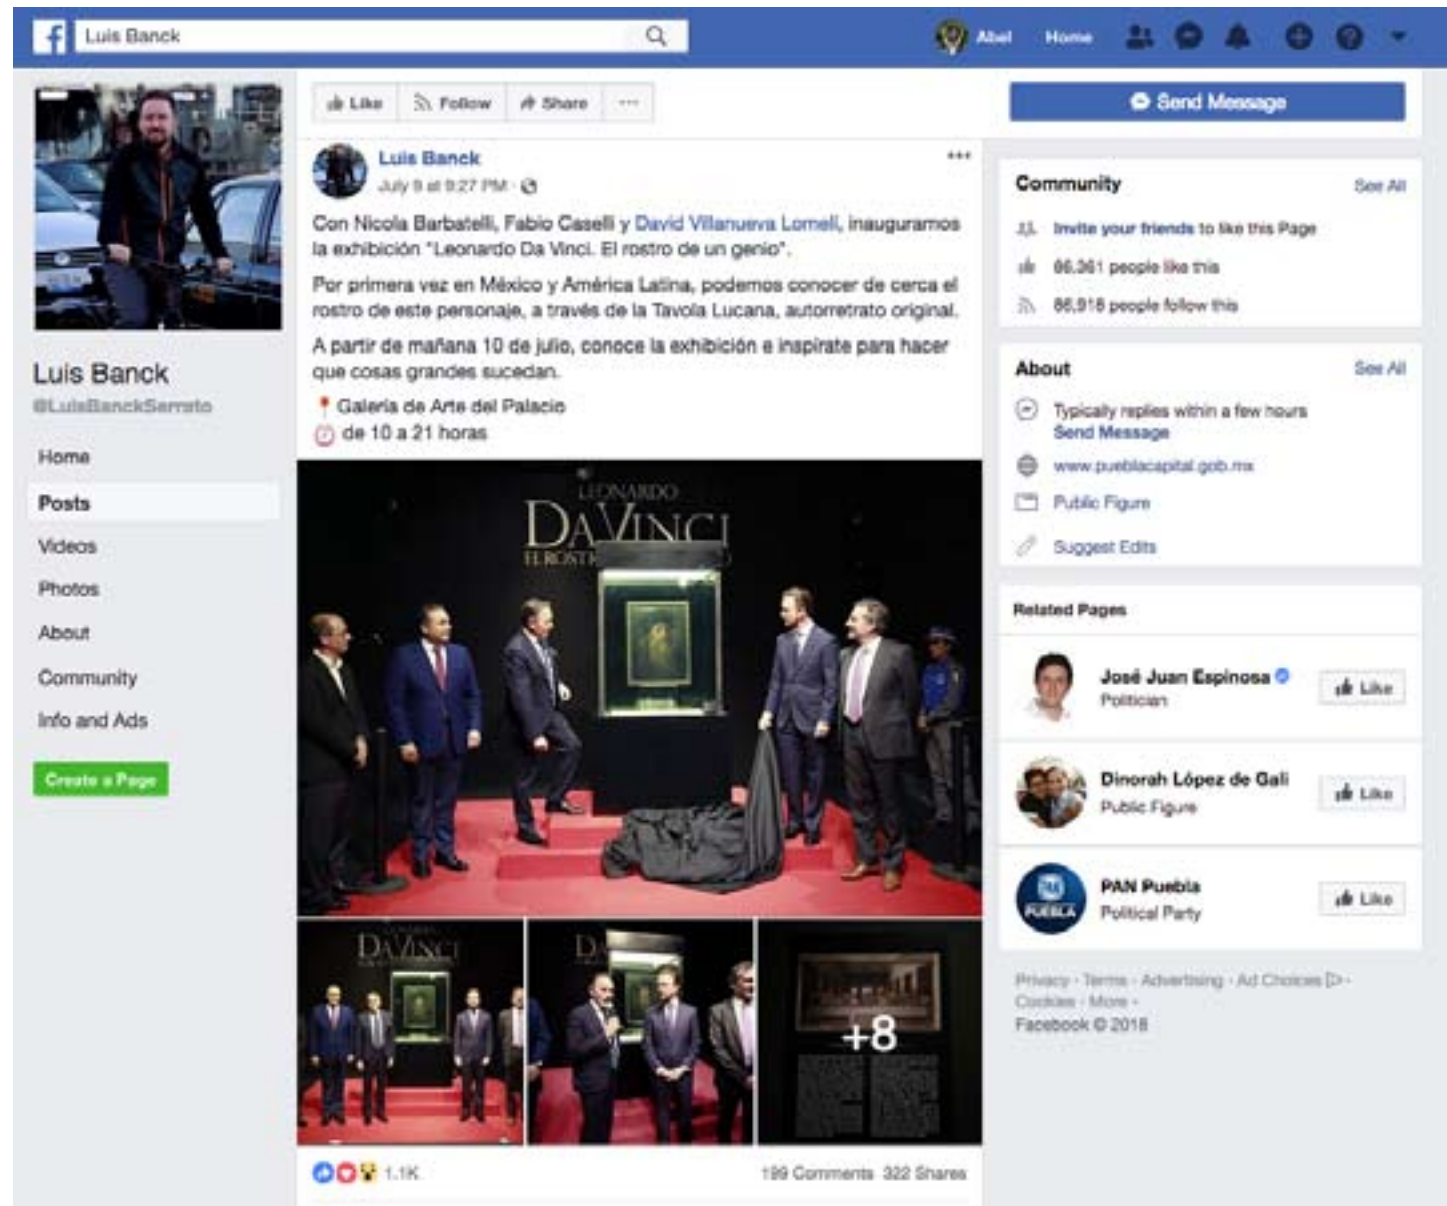 Luis Banck
Abel
Home
Like
Follow
Share
Send Message
Luis Banck
July 9 at 9:27 PM
Con Nicola Barbatelli, Fabio Caselli y David Villanueva Lomelí, inauguramos
la exhibición "Leonardo Da Vinci. El rostro de un genio".
Por primera vez en México y América Latina, podemos conocer de cerca el
rostro de este personaje, a través de la Tavola Lucana, autorretrato original.
A partir de mañana 10 de julio, conoce la exhibición e inspírate para hacer
que cosas grandes sucedan.
Galería de Arte del Palacio
de 10 a 21 horas
LEONARDO
DA VINCI
EL ROST
DA VINCI
DA
+8
1.1K
199 Comments 322 Shares
Luis Banck
@LuisBanckSerrato
Home
Posts
Videos
Photos
About
Community
Info and Ads
Create a Page
Community
See All
Invite your friends to like this Page
86,361 people like this
86,918 people follow this
About
See All
Typically replies within a few hours
Send Message
www.pueblacapital.gob.mx
Public Figure
Suggest Edits
Related Pages
José Juan Espinosa
Politician
Like
Dinorah López de Gali
Public Figure
Like
PAN
PUEBLA
PAN Puebla
Political Party
Like
Privacy · Terms · Advertising · Ad Choices ·
Cookies · More ·
Facebook © 2018